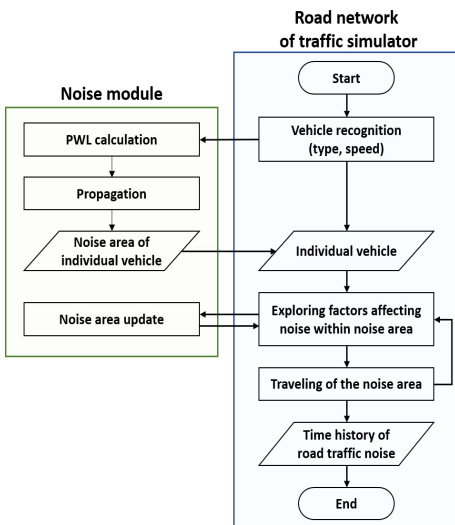 Road network
of traffic simulator
Start
Noise module
PWL calculation
Vehicle recognition
(type, speed)
Propagation
Noise area of
individual vehicle
Individual vehicle
Noise area update
Exploring factors affecting
noise within noise area
Traveling of the noise area
Time history of
road traffic noise
End